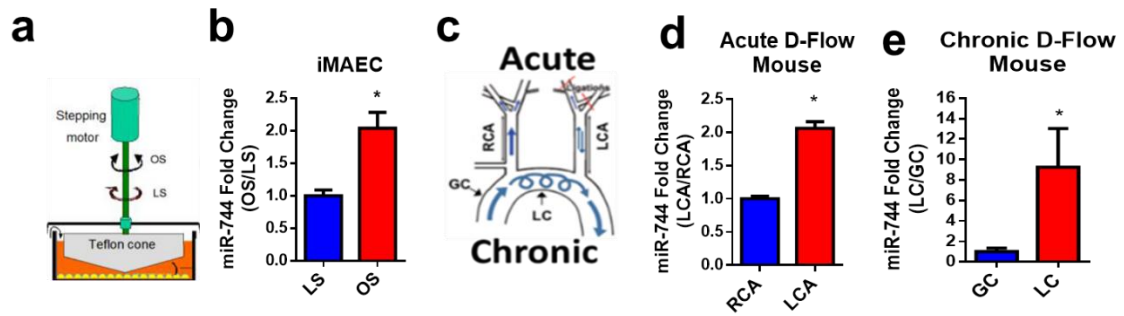 a
Stepping
motor
OS
LS
Teflon cone
b
iMAEC
miR-744 Fold Change
(OS/LS)
2.5
2.0
1.5
1.0
0.5
0.0
*
LS
OS
c
Acute
Ligations
RCA
LCA
GC
LC
Chronic
d
Acute D-Flow
Mouse
miR-744 Fold Change
(LCA/RCA)
2.5
2.0
1.5
1.0
0.5
0.0
*
RCA
LCA
e
Chronic D-Flow
Mouse
miR-744 Fold Change
(LC/GC)
16
14
12
10
8
6
4
2
0
*
GC
LC